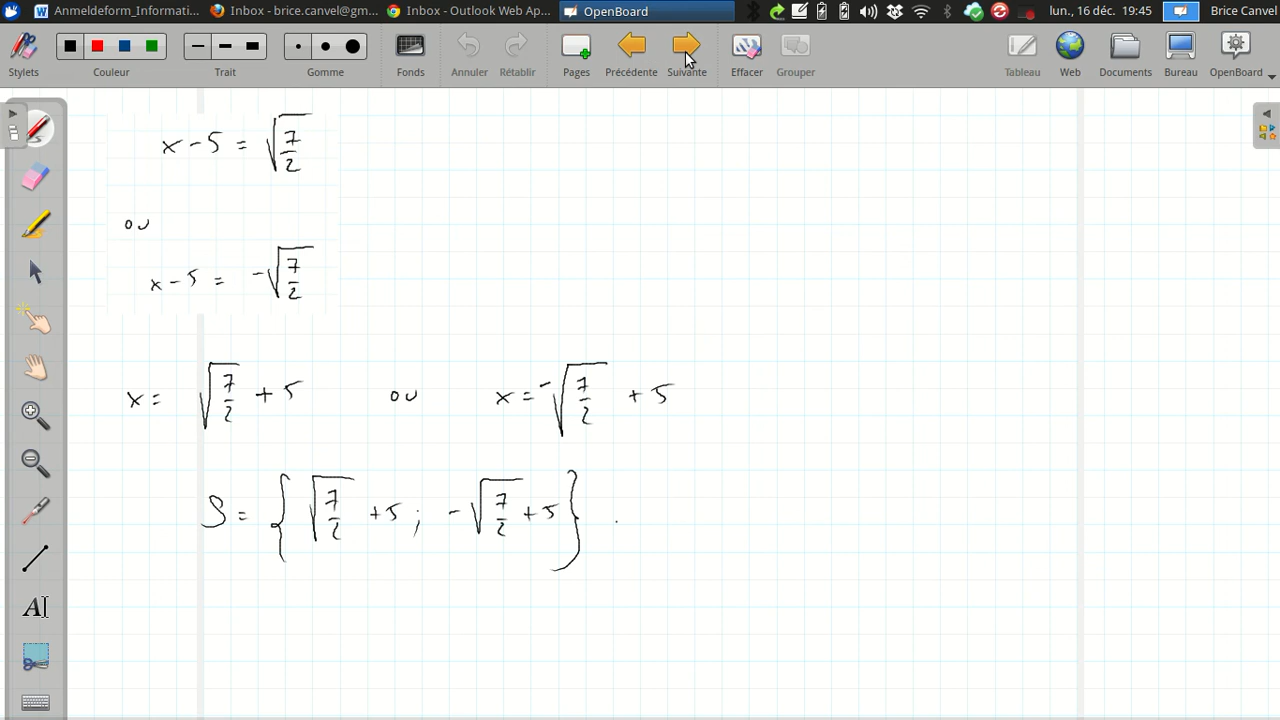 Anmeldeform_Informati...
Inbox - brice.canvel@gm...
Inbox - Outlook Web Ap...
OpenBoard
lun., 16 déc. 19:45
Brice Canvel
Stylets
Couleur
Trait
Gomme
Fonds
Annuler
Rétablir
Pages
Précédente
Suivante
Effacer
Grouper
Tableau
Web
Documents
Bureau
OpenBoard
x - 5 = √(7/2)
ou
x - 5 = -√(7/2)
x = √(7/2) + 5 ou x = -√(7/2) + 5
S = { √(7/2) + 5 ; -√(7/2) + 5 } .